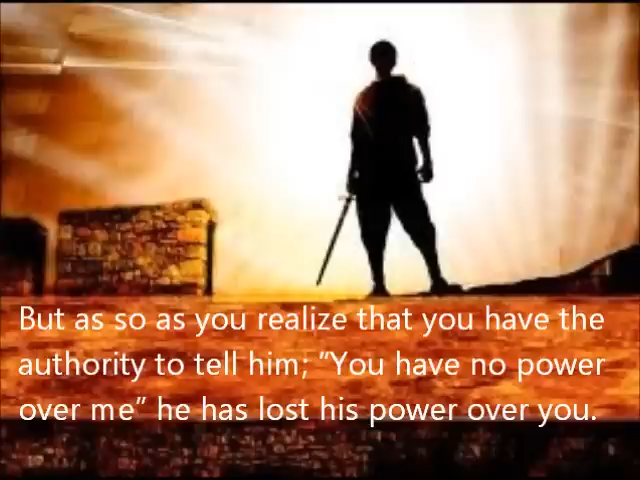 But as so as you realize that you have the
authority to tell him; "You have no power
over me" he has lost his power over you.